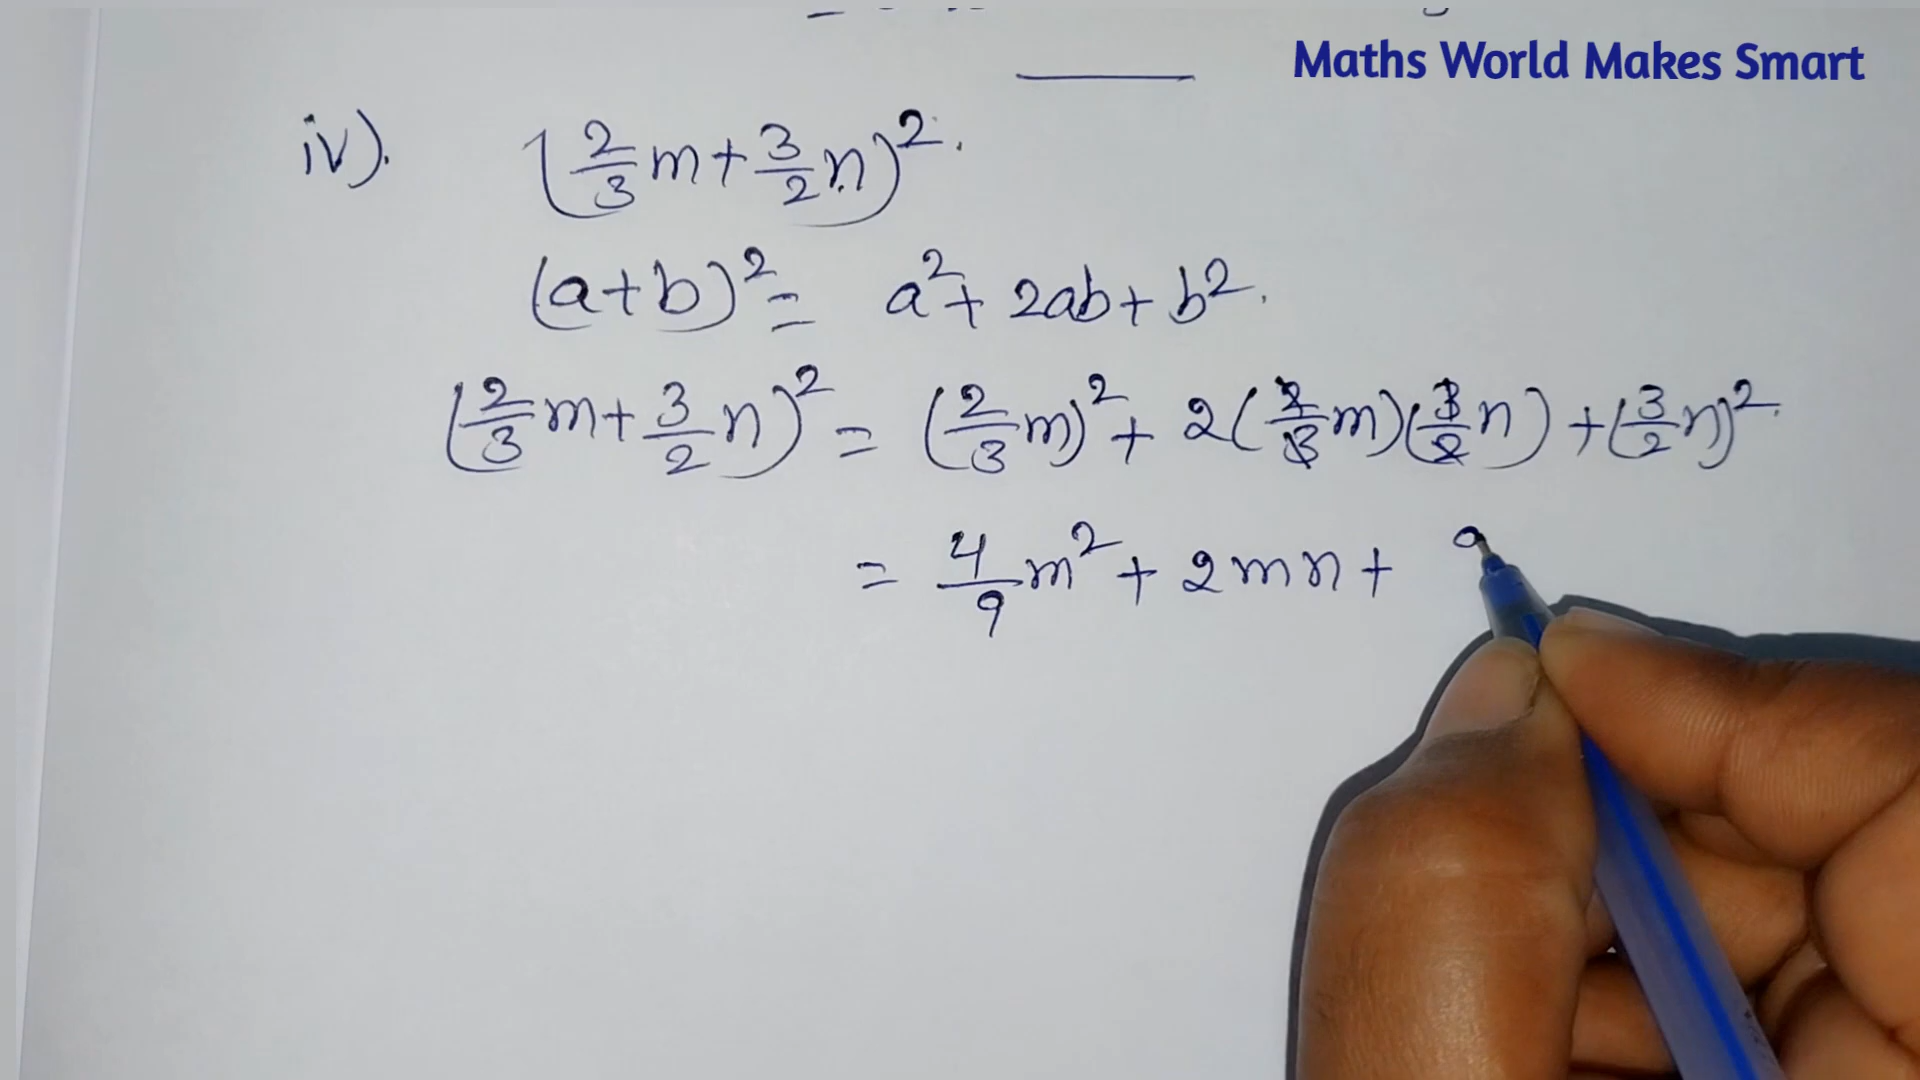 Maths World Makes Smart
iv). (2/3 m + 3/2 n)².
(a+b)² = a² + 2ab + b².
(2/3 m + 3/2 n)² = (2/3 m)² + 2(2/3 m)(3/2 n) + (3/2 n)².
= 4/9 m² + 2mn +